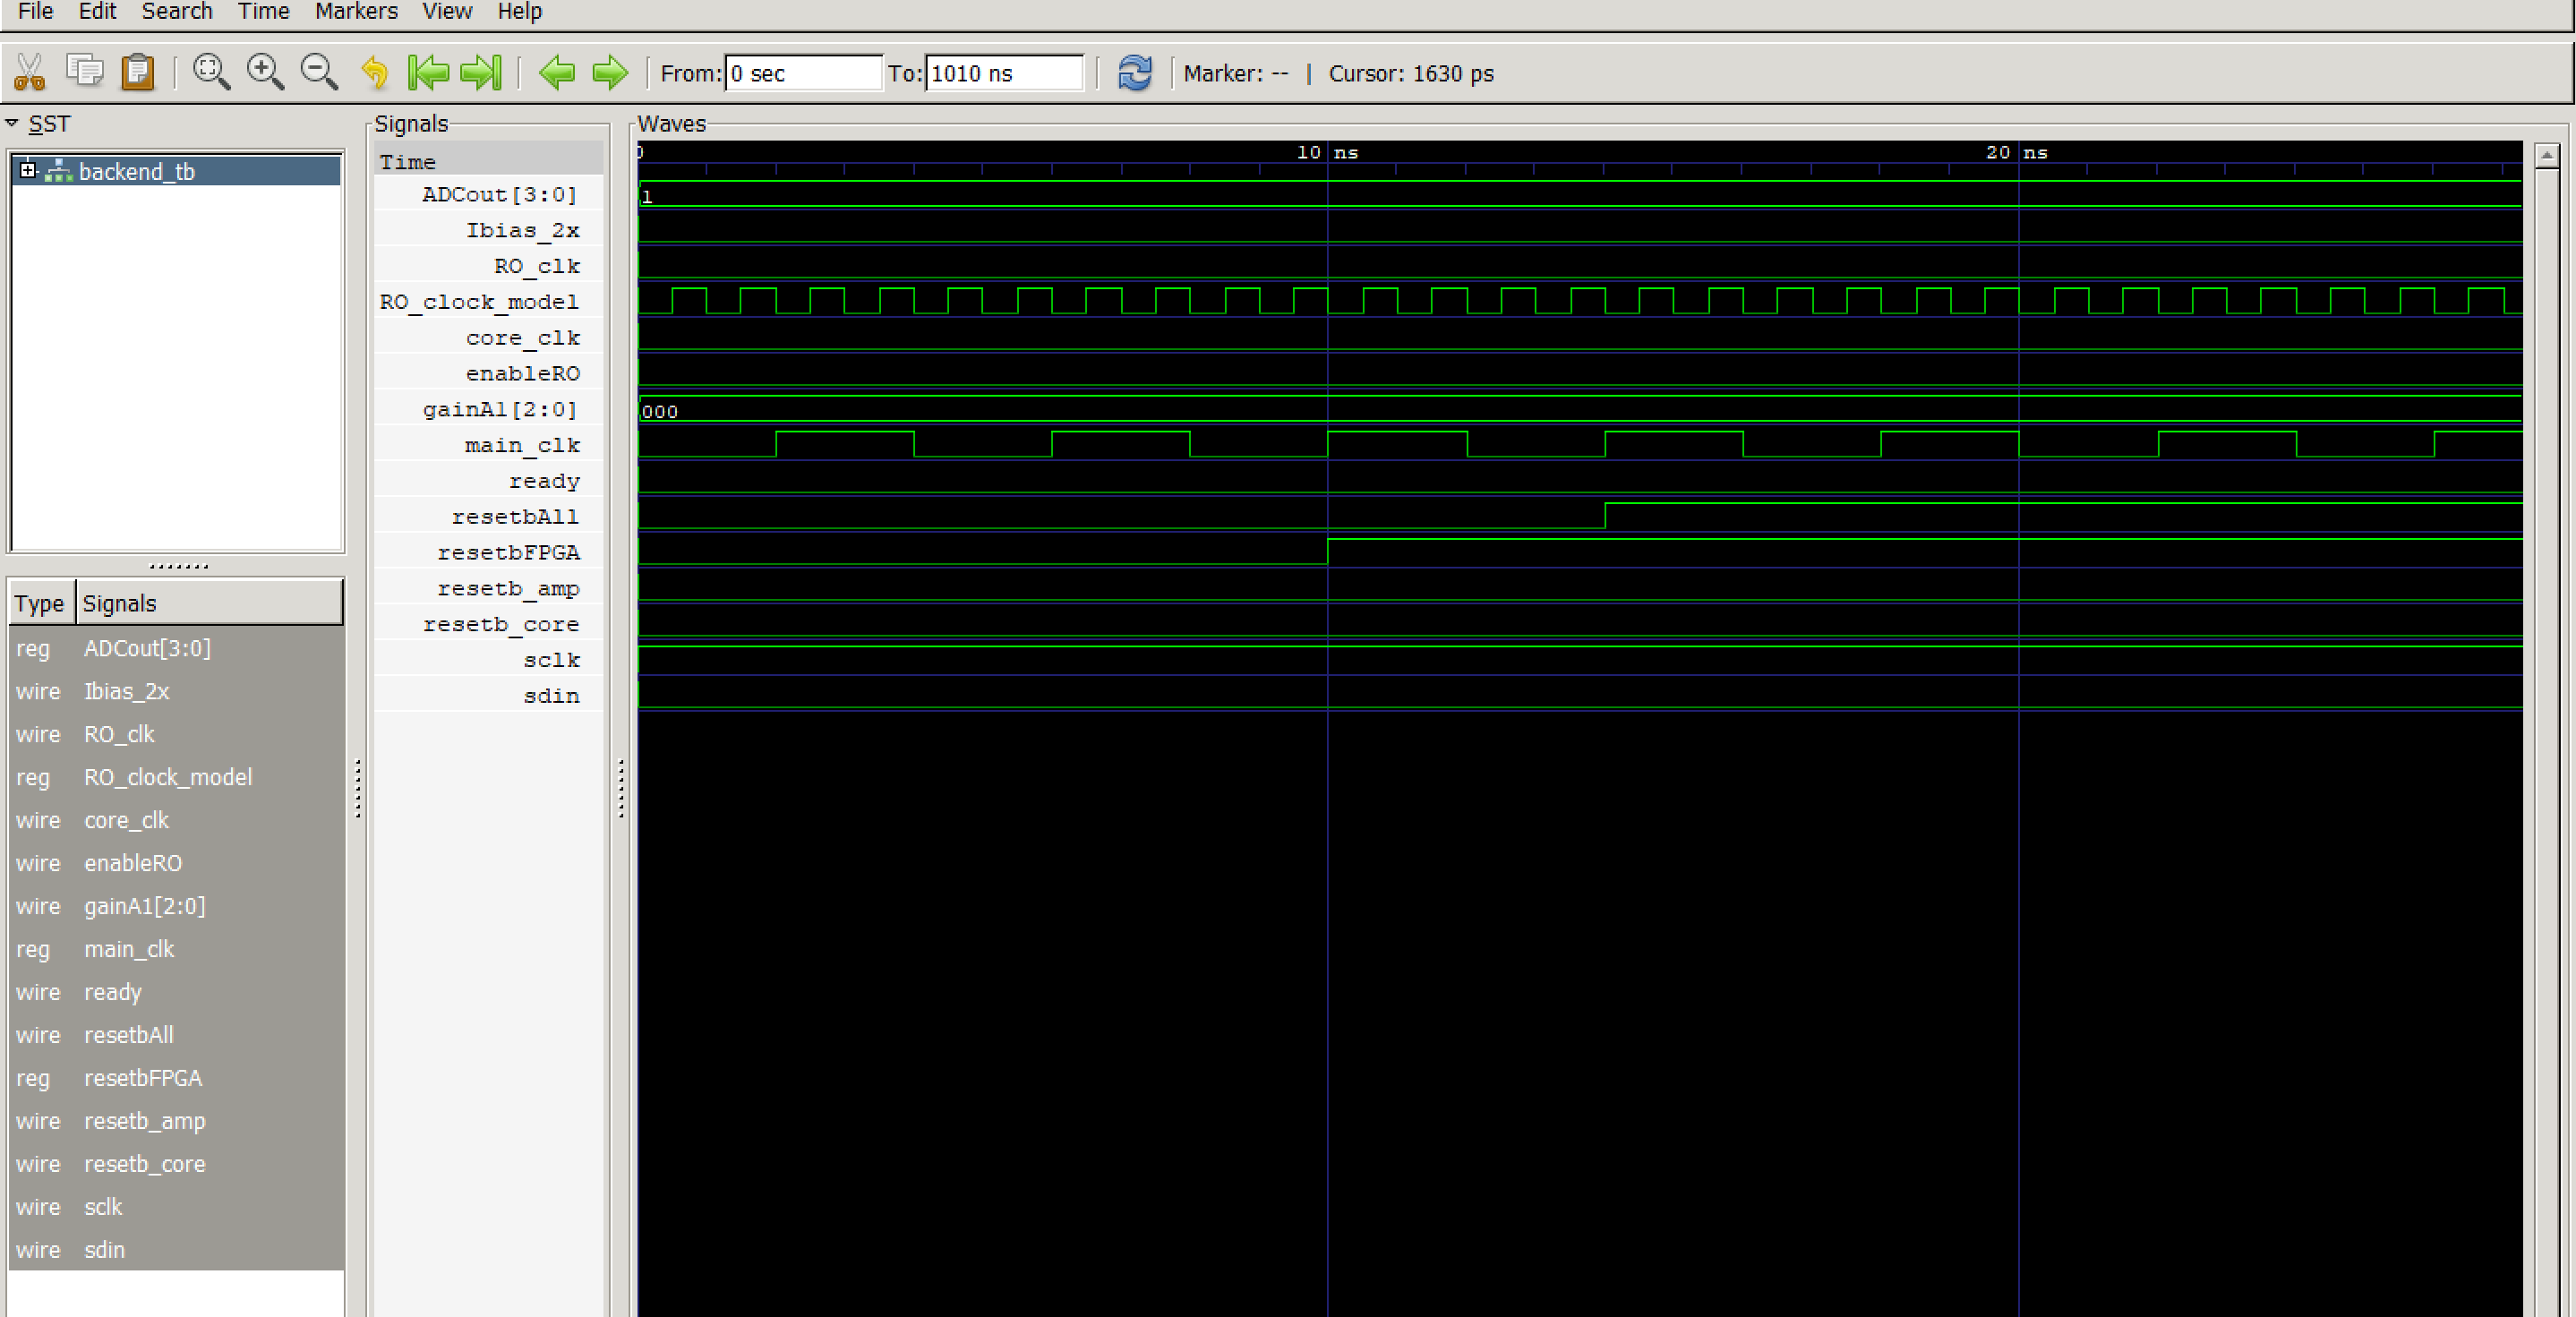 File Edit Search Time Markers View Help
From: 0 sec To: 1010 ns Marker: -- | Cursor: 1630 ps
SST
backend_tb
Type Signals
reg ADCout[3:0]
wire Ibias_2x
wire RO_clk
reg RO_clock_model
wire core_clk
wire enableRO
wire gainA1[2:0]
reg main_clk
wire ready
wire resetbAll
reg resetbFPGA
wire resetb_amp
wire resetb_core
wire sclk
wire sdin
Signals
Time
ADCout[3:0]
Ibias_2x
RO_clk
RO_clock_model
core_clk
enableRO
gainA1[2:0]
main_clk
ready
resetbAll
resetbFPGA
resetb_amp
resetb_core
sclk
sdin
Waves
0 10 ns 20 ns
1
000